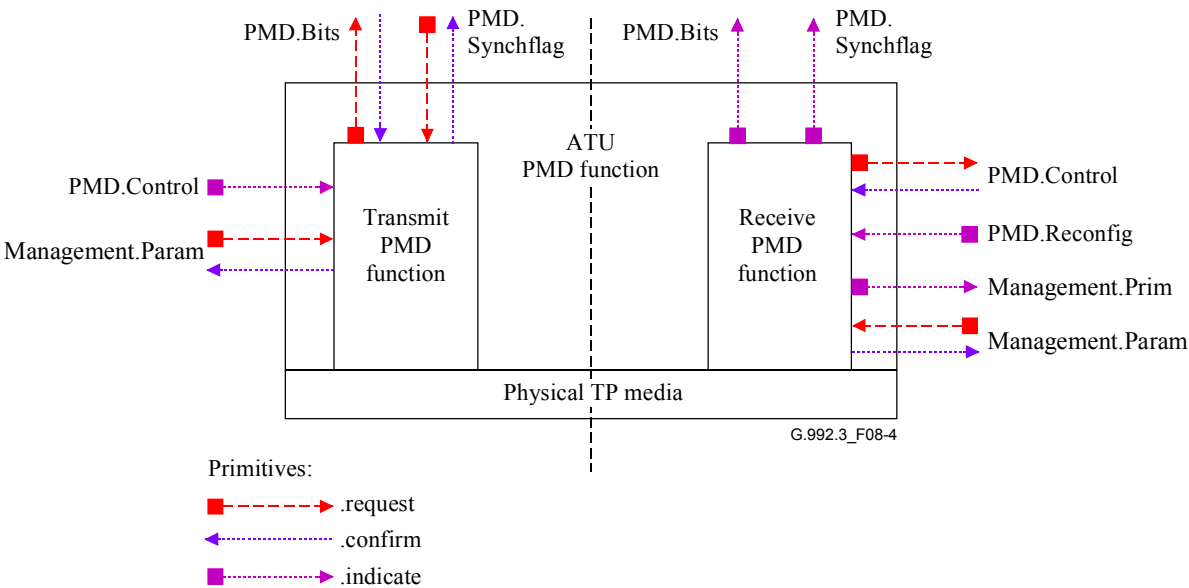 PMD.Bits
PMD.
Synchflag
PMD.Bits
PMD.
Synchflag
ATU
PMD function
PMD.Control
Management.Param
Transmit
PMD
function
Receive
PMD
function
PMD.Control
PMD.Reconfig
Management.Prim
Management.Param
Physical TP media
G.992.3_F08-4
Primitives:
.request
.confirm
.indicate